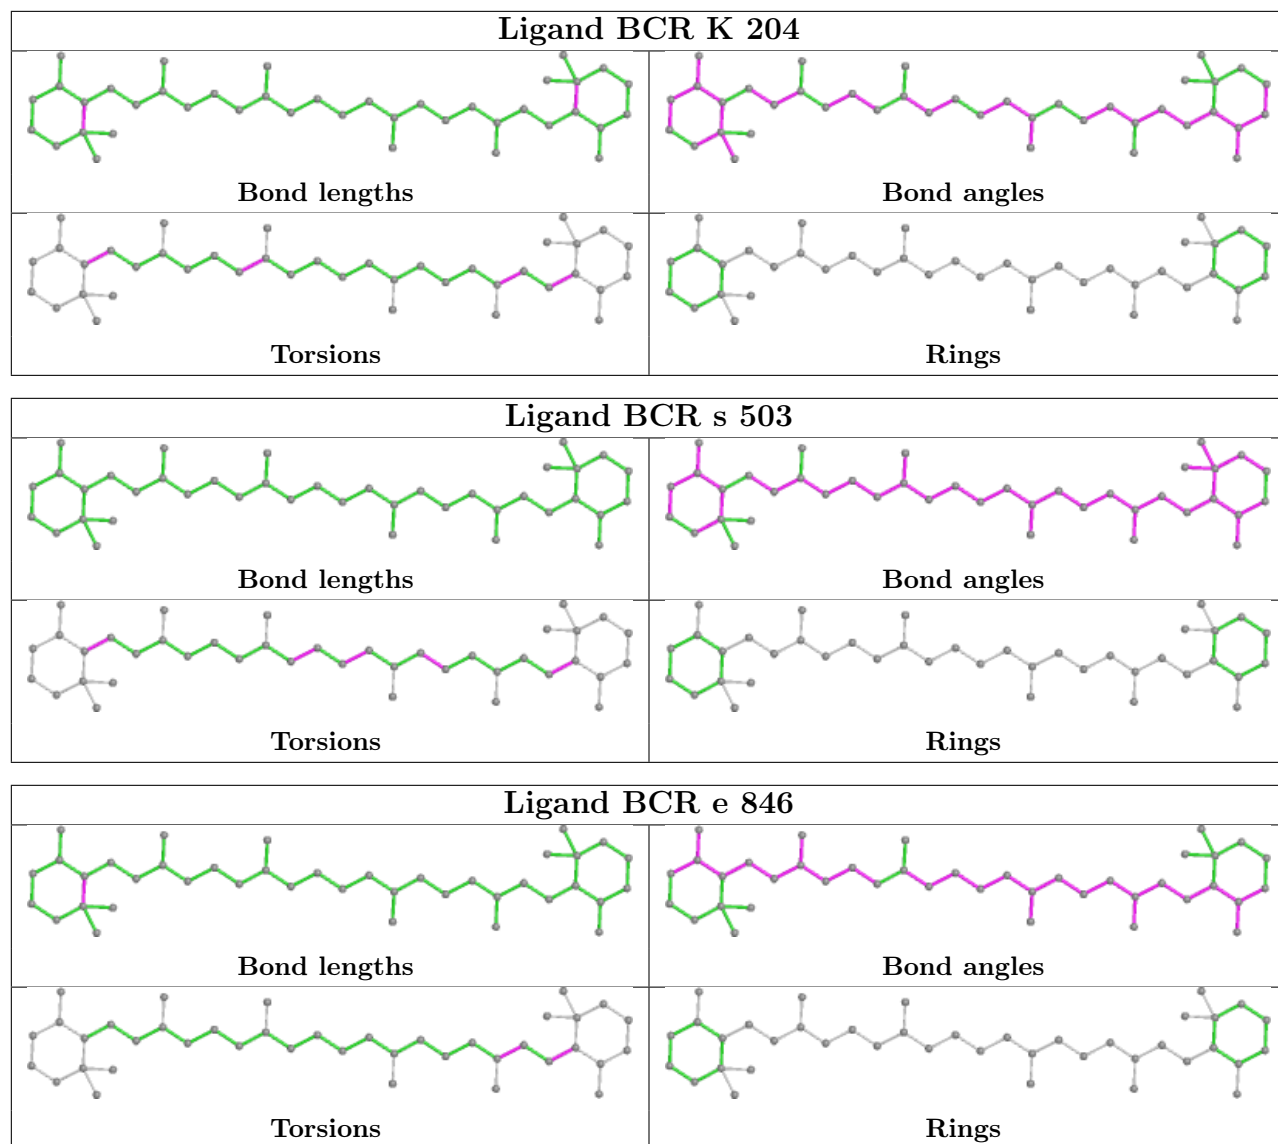 Ligand BCR K 204
Bond lengths Bond angles
Torsions Rings
Ligand BCR s 503
Bond lengths Bond angles
Torsions Rings
Ligand BCR e 846
Bond lengths Bond angles
Torsions Rings